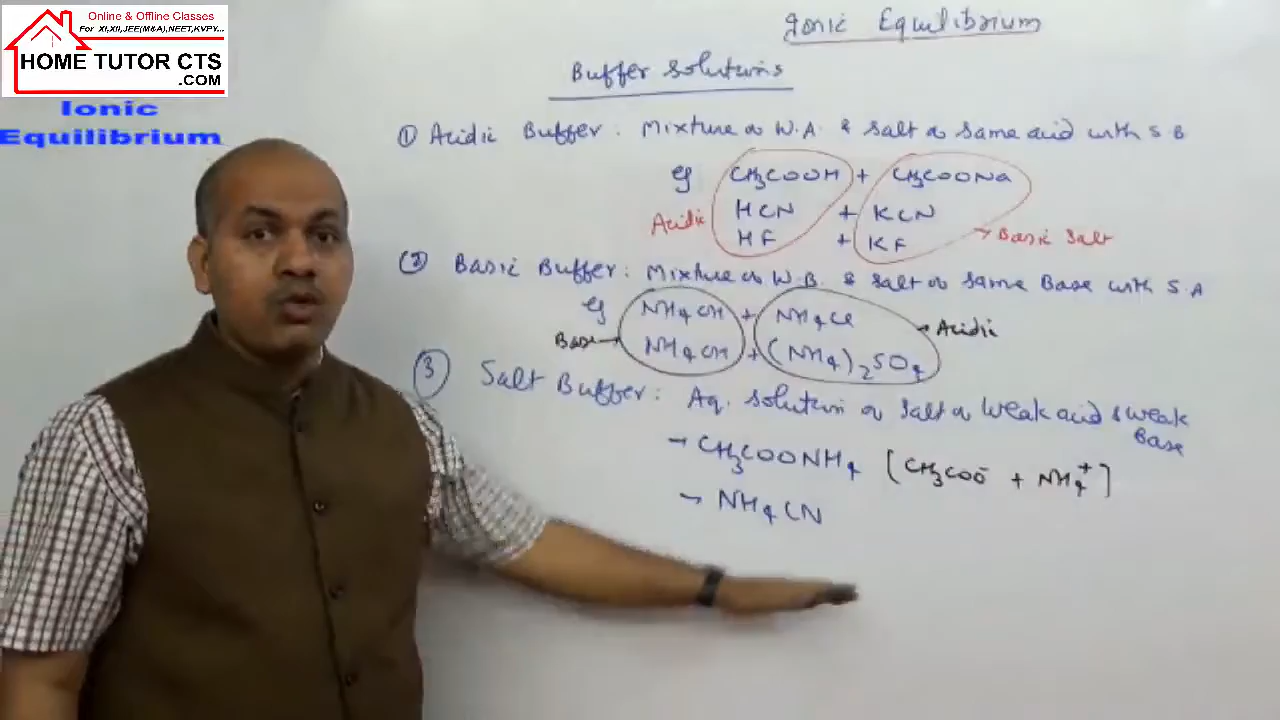 Online & Offline Classes
For XI,XII,JEE(M&A),NEET,KVPY...
HOME TUTOR CTS
.COM
Ionic
Equilibrium
Ionic Equilibrium
Buffer Solutions
① Acidic Buffer: Mixture of W.A. & Salt of Same acid with S.B
eg CH3COOH + CH3COONa
Acidic HCN + KCN
HF + KF → Basic Salt
② Basic Buffer: Mixture of W.B. & Salt of Same Base with S.A
eg NH4OH + NH4Cl → Acidic
Base → NH4OH + (NH4)2SO4
③ Salt Buffer: Aq. solution of salt of weak acid & weak
Base
→ CH3COONH4 [CH3COO⁻ + NH4⁺]
→ NH4CN